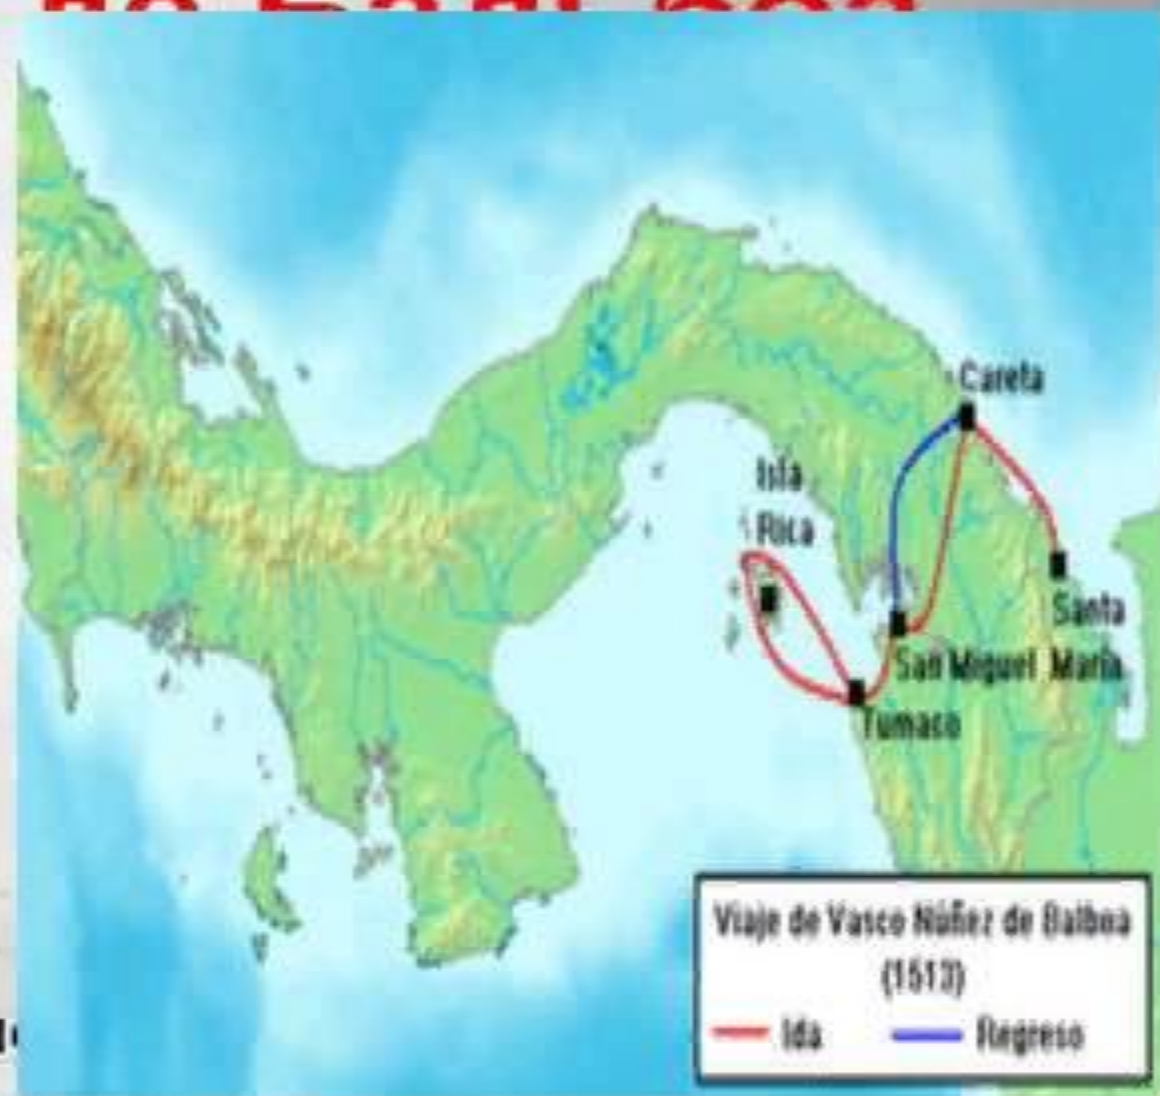 Careta
Isla
Rica
Santa
San Miguel María
Tumaco
Viaje de Vasco Núñez de Balboa
(1513)
Ida
Regreso